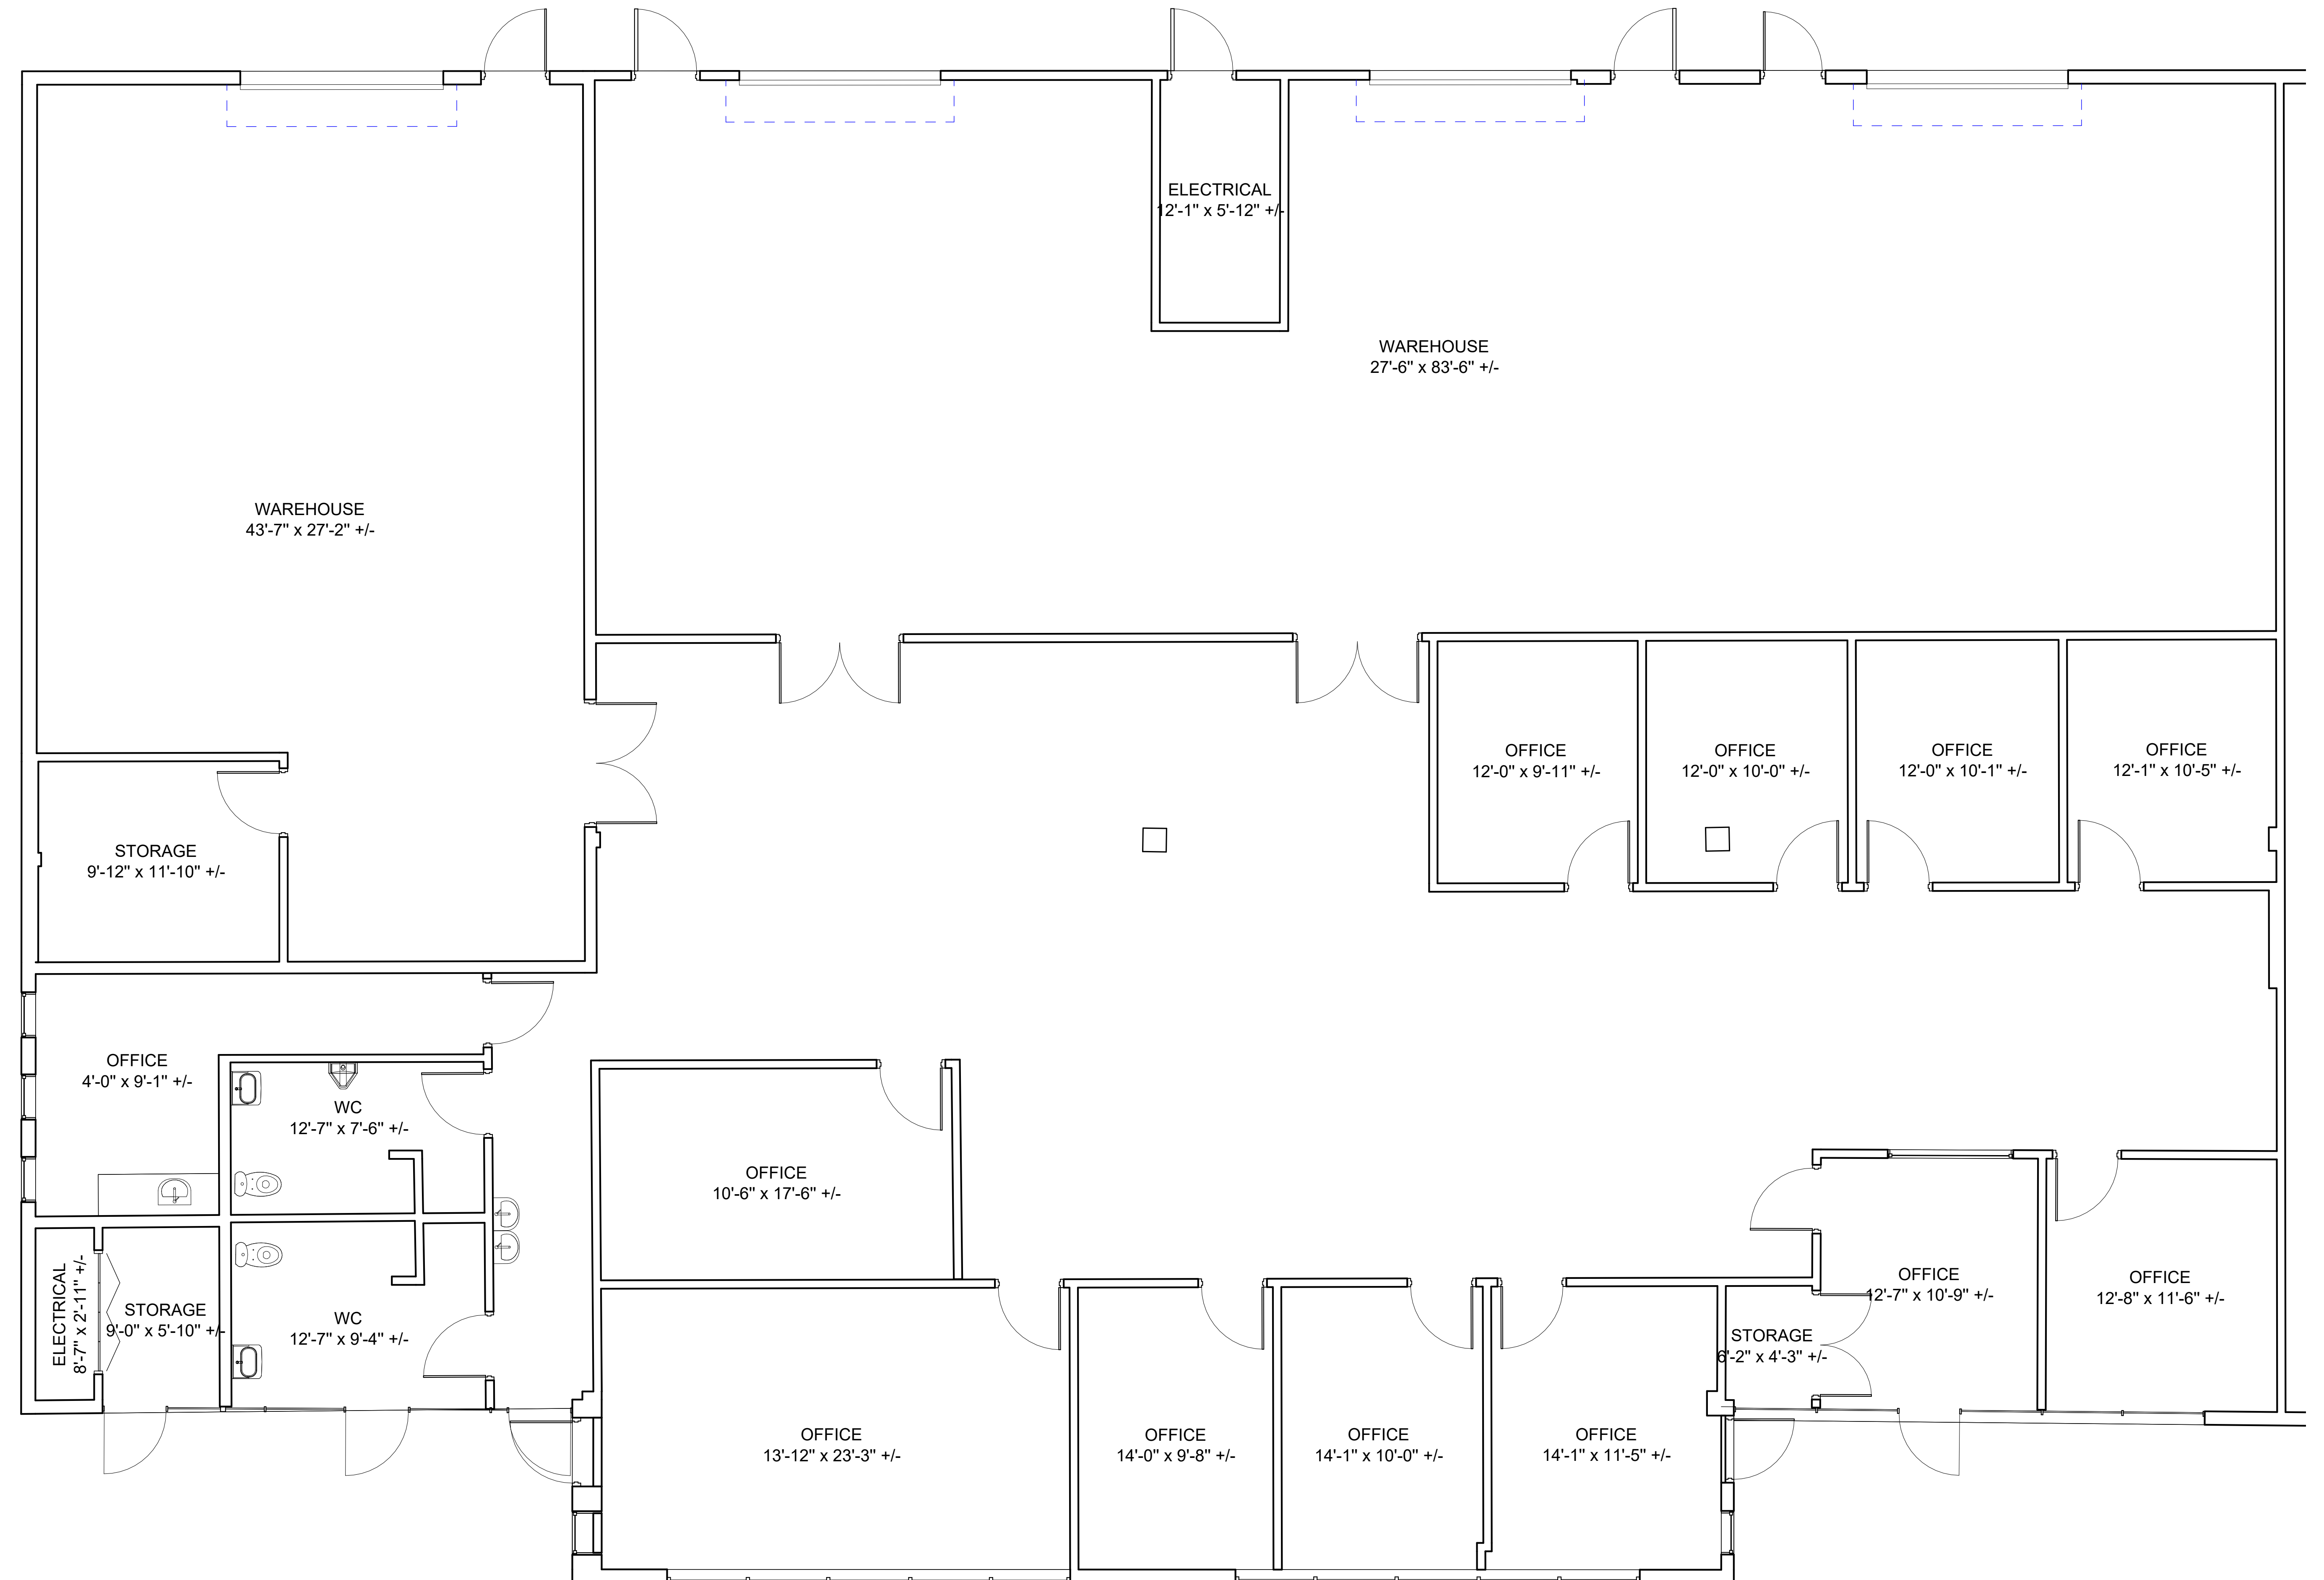 ELECTRICAL
12'-1" x 5'-12" +/-
WAREHOUSE
27'-6" x 83'-6" +/-
WAREHOUSE
43'-7" x 27'-2" +/-
OFFICE
12'-0" x 9'-11" +/-
OFFICE
12'-0" x 10'-0" +/-
OFFICE
12'-0" x 10'-1" +/-
OFFICE
12'-1" x 10'-5" +/-
STORAGE
9'-12" x 11'-10" +/-
OFFICE
4'-0" x 9'-1" +/-
WC
12'-7" x 7'-6" +/-
OFFICE
10'-6" x 17'-6" +/-
ELECTRICAL
8'-7" x 2'-11" +/-
STORAGE
9'-0" x 5'-10" +/-
WC
12'-7" x 9'-4" +/-
OFFICE
12'-7" x 10'-9" +/-
OFFICE
12'-8" x 11'-6" +/-
STORAGE
6'-2" x 4'-3" +/-
OFFICE
13'-12" x 23'-3" +/-
OFFICE
14'-0" x 9'-8" +/-
OFFICE
14'-1" x 10'-0" +/-
OFFICE
14'-1" x 11'-5" +/-